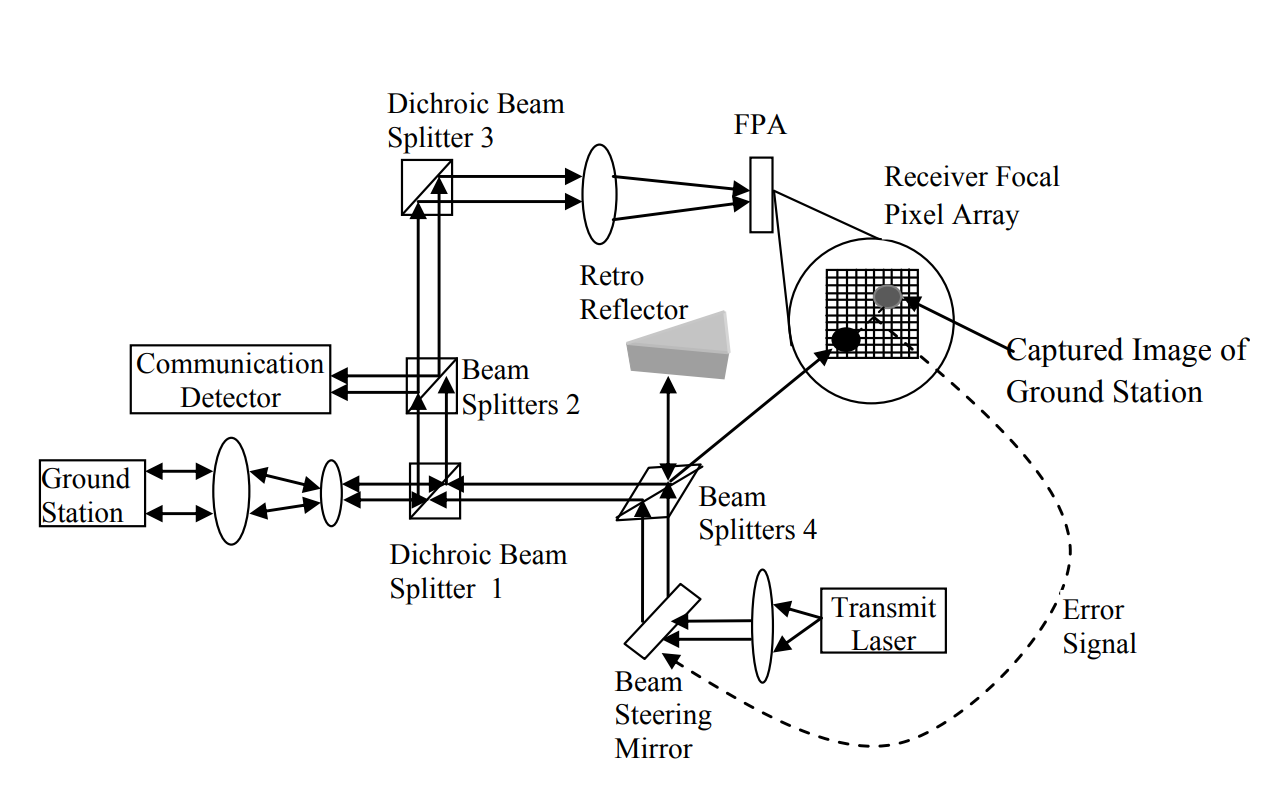 Dichroic Beam
Splitter 3
FPA
Receiver Focal
Pixel Array
Retro
Reflector
Captured Image of
Ground Station
Communication
Detector
Beam
Splitters 2
Ground
Station
Beam
Splitters 4
Dichroic Beam
Splitter 1
Transmit
Laser
Error
Signal
Beam
Steering
Mirror